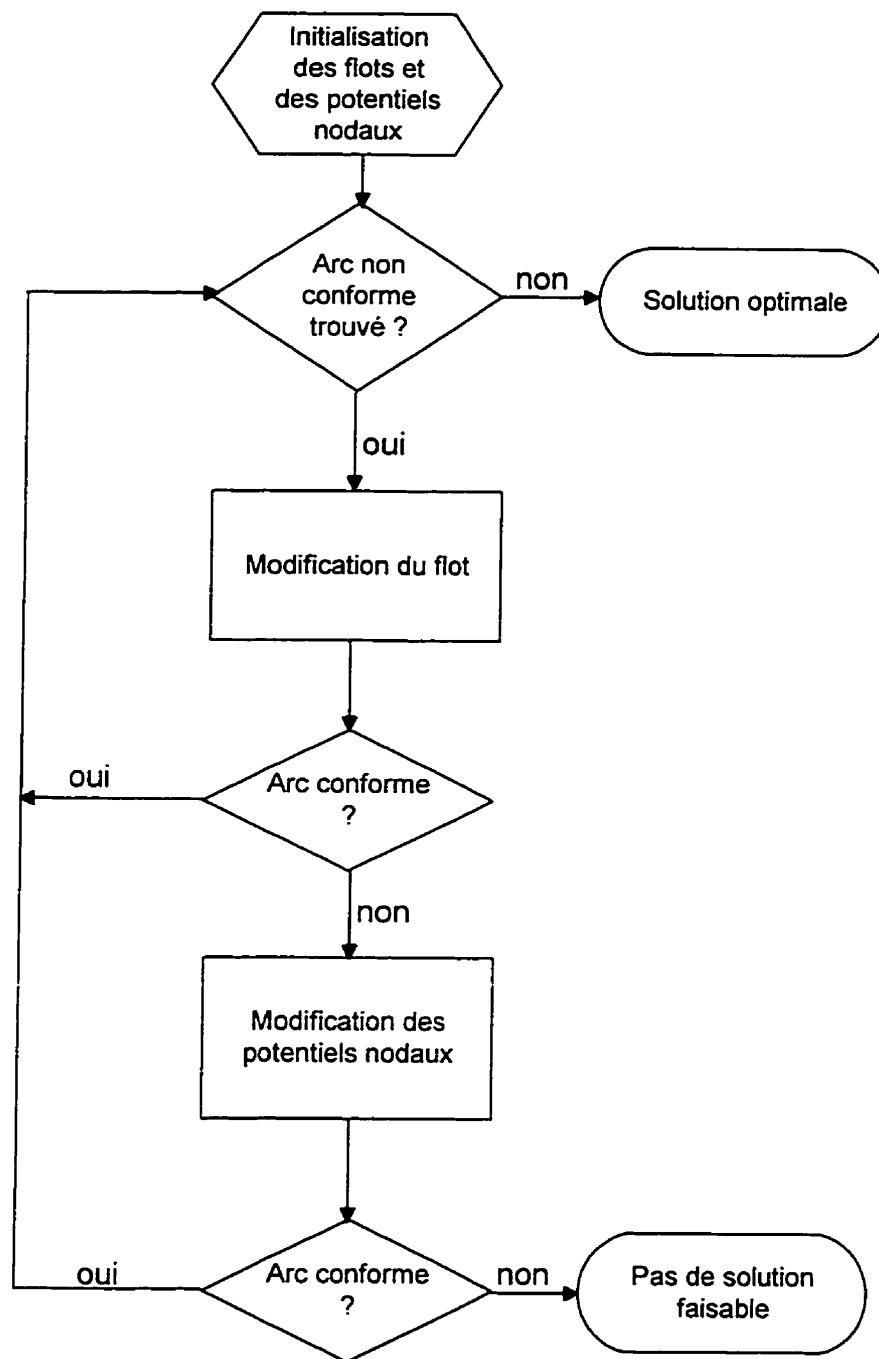 Initialisation
des flots et
des potentiels
nodaux
Arc non
conforme
trouvé ?
non
Solution optimale
oui
Modification du flot
oui
Arc conforme
?
non
Modification des
potentiels nodaux
oui
Arc conforme
?
non
Pas de solution
faisable